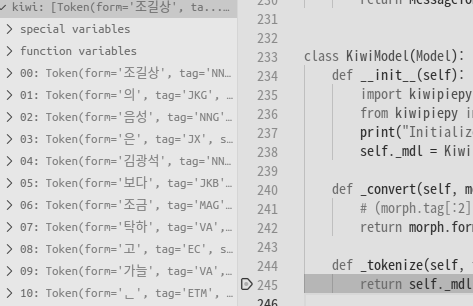 kiwi: [Token(form='조길상', ta...
special variables
function variables
00: Token(form='조길상', tag='NN…
01: Token(form='의', tag='JKG', …
02: Token(form='음성', tag='NNG'…
03: Token(form='은', tag='JX', s…
04: Token(form='김광석', tag='NN…
05: Token(form='보다', tag='JKB'…
06: Token(form='조금', tag='MAG'…
07: Token(form='탁하', tag='VA',…
08: Token(form='고', tag='EC', s…
09: Token(form='가늘', tag='VA',…
10: Token(form='ᆫ', tag='ETM', …
230
231
232
233 class KiwiModel(Model):
234 def __init__(self):
235 import kiwipiepy
236 from kiwipiepy
237 print("Initialize
238 self._mdl = Kiwi
239
240 def _convert(self, m
241 # (morph.tag[:2]
242 return morph.for
243
244 def _tokenize(self,
245 return self._mdl
246